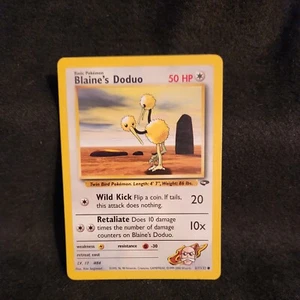 Basic Pokémon
Blaine's Doduo 50 HP
Twin Bird Pokémon. Length: 4' 7", Weight: 86 lbs.
Wild Kick Flip a coin. If tails,
this attack does nothing. 20
Retaliate Does 10 damage
times the number of damage
counters on Blaine's Doduo. 10x
weakness resistance -30
retreat cost